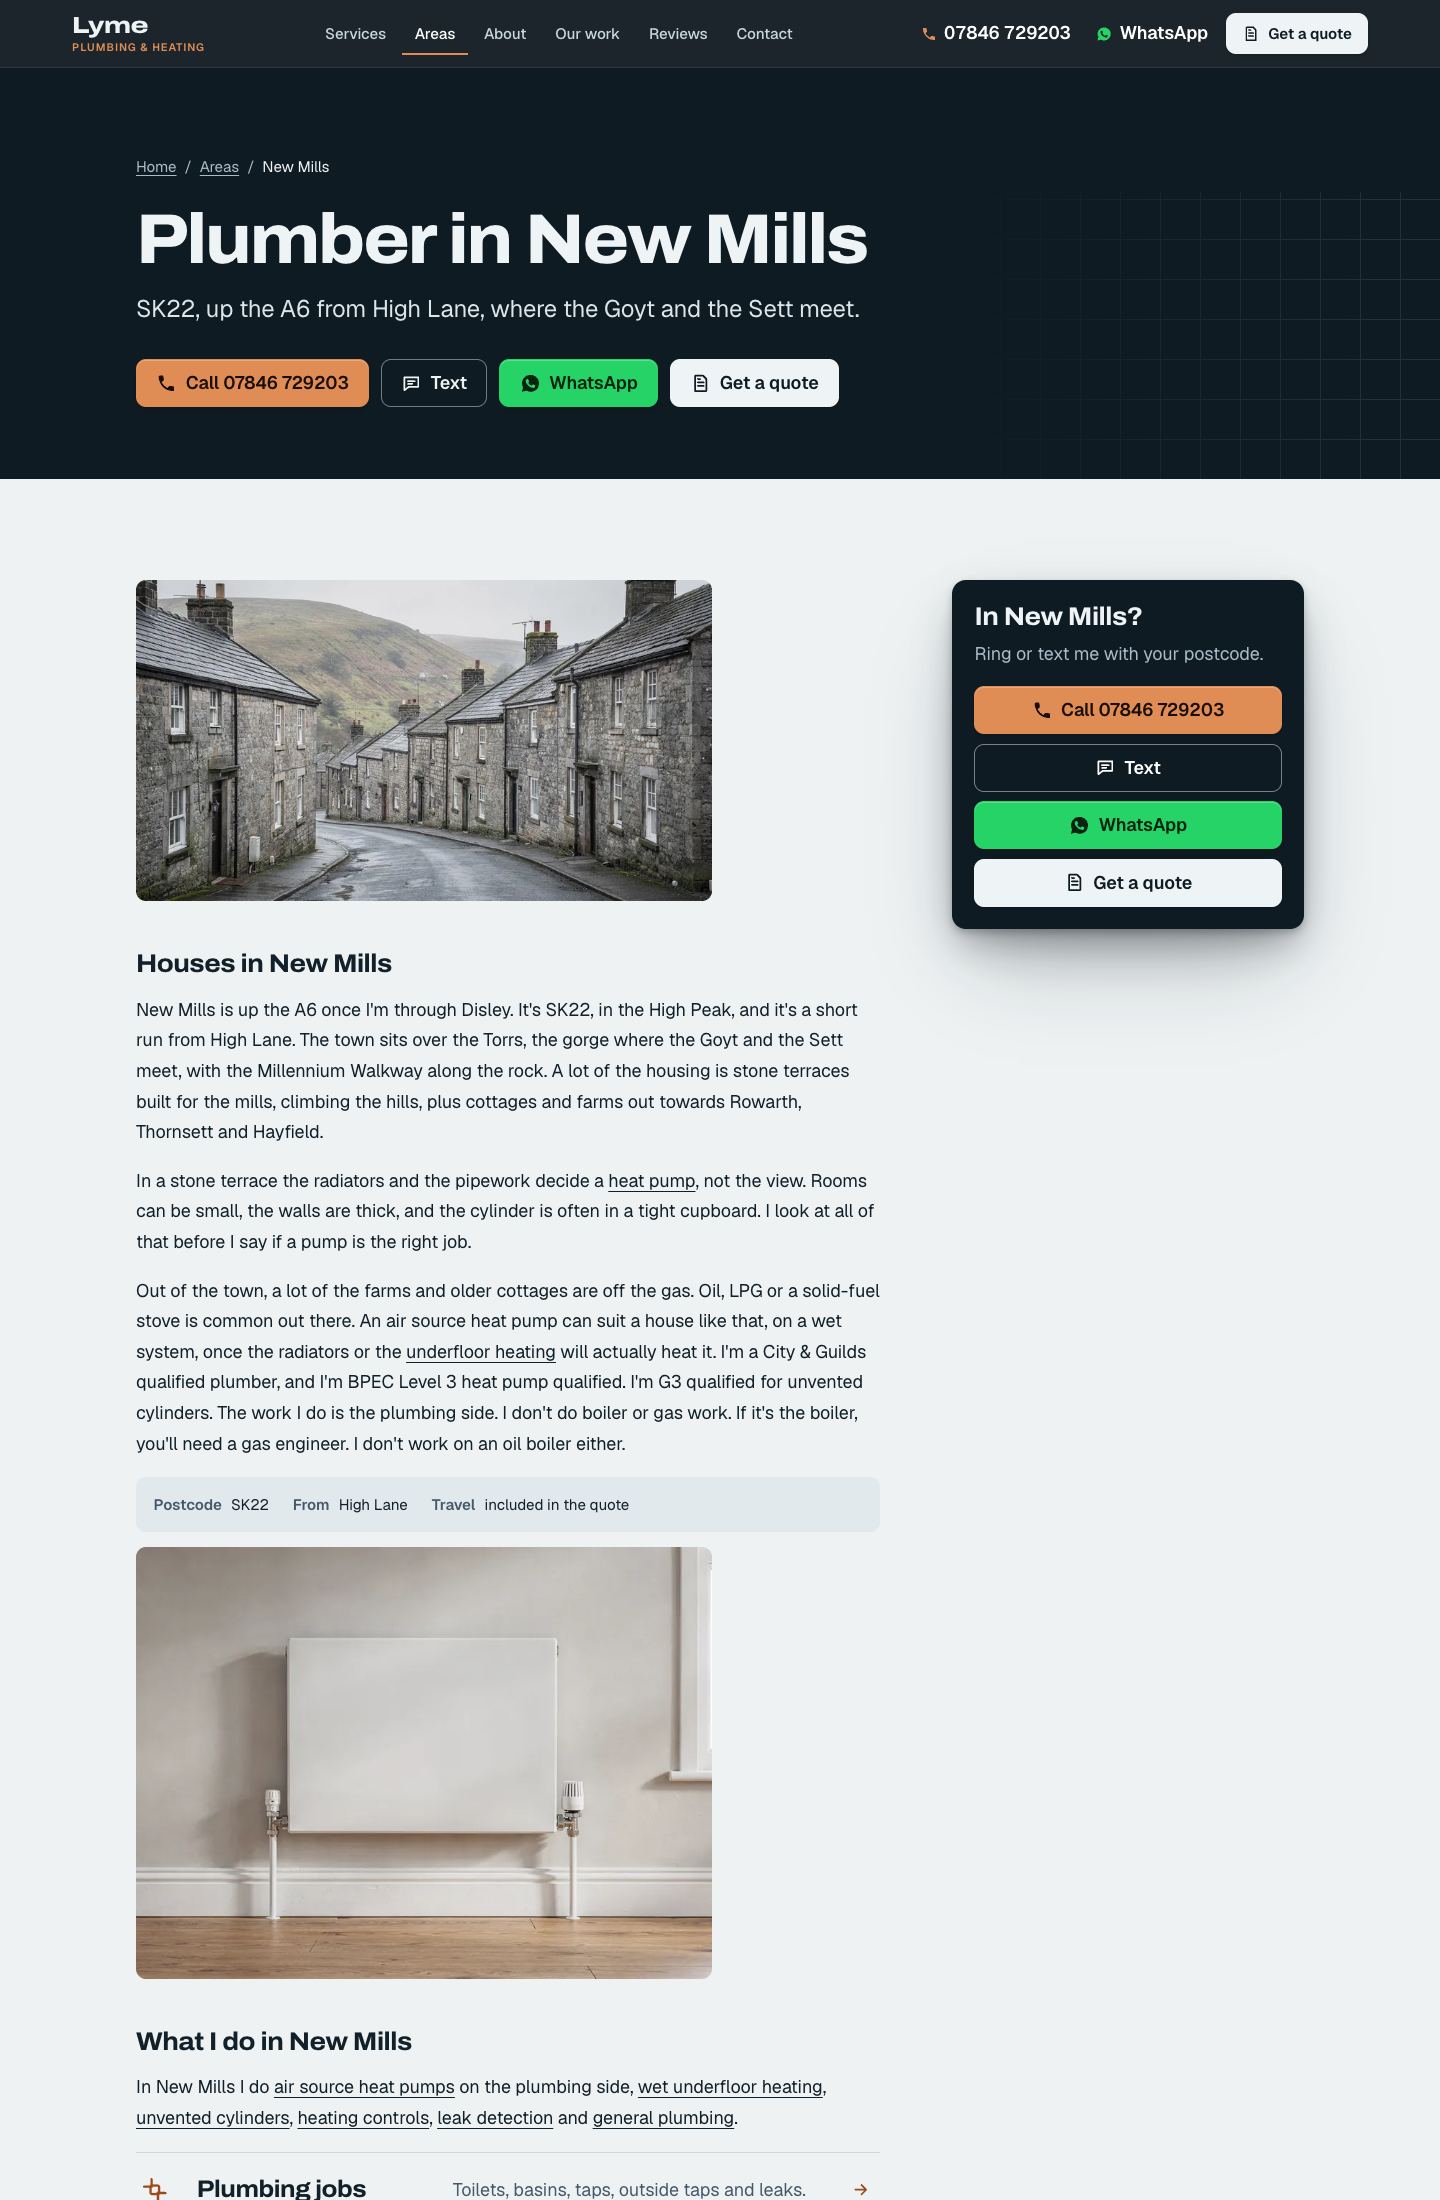 Lyme
PLUMBING & HEATING
Services
Areas
About
Our work
Reviews
Contact
07846 729203
WhatsApp
Get a quote
Home / Areas / New Mills
Plumber in New Mills
SK22, up the A6 from High Lane, where the Goyt and the Sett meet.
Call 07846 729203
Text
WhatsApp
Get a quote
In New Mills?
Ring or text me with your postcode.
Call 07846 729203
Text
WhatsApp
Get a quote
Houses in New Mills
New Mills is up the A6 once I'm through Disley. It's SK22, in the High Peak, and it's a short
run from High Lane. The town sits over the Torrs, the gorge where the Goyt and the Sett
meet, with the Millennium Walkway along the rock. A lot of the housing is stone terraces
built for the mills, climbing the hills, plus cottages and farms out towards Rowarth,
Thornsett and Hayfield.
In a stone terrace the radiators and the pipework decide a heat pump, not the view. Rooms
can be small, the walls are thick, and the cylinder is often in a tight cupboard. I look at all of
that before I say if a pump is the right job.
Out of the town, a lot of the farms and older cottages are off the gas. Oil, LPG or a solid-fuel
stove is common out there. An air source heat pump can suit a house like that, on a wet
system, once the radiators or the underfloor heating will actually heat it. I'm a City & Guilds
qualified plumber, and I'm BPEC Level 3 heat pump qualified. I'm G3 qualified for unvented
cylinders. The work I do is the plumbing side. I don't do boiler or gas work. If it's the boiler,
you'll need a gas engineer. I don't work on an oil boiler either.
Postcode SK22 From High Lane Travel included in the quote
What I do in New Mills
In New Mills I do air source heat pumps on the plumbing side, wet underfloor heating,
unvented cylinders, heating controls, leak detection and general plumbing.
Plumbing jobs
Toilets, basins, taps, outside taps and leaks.